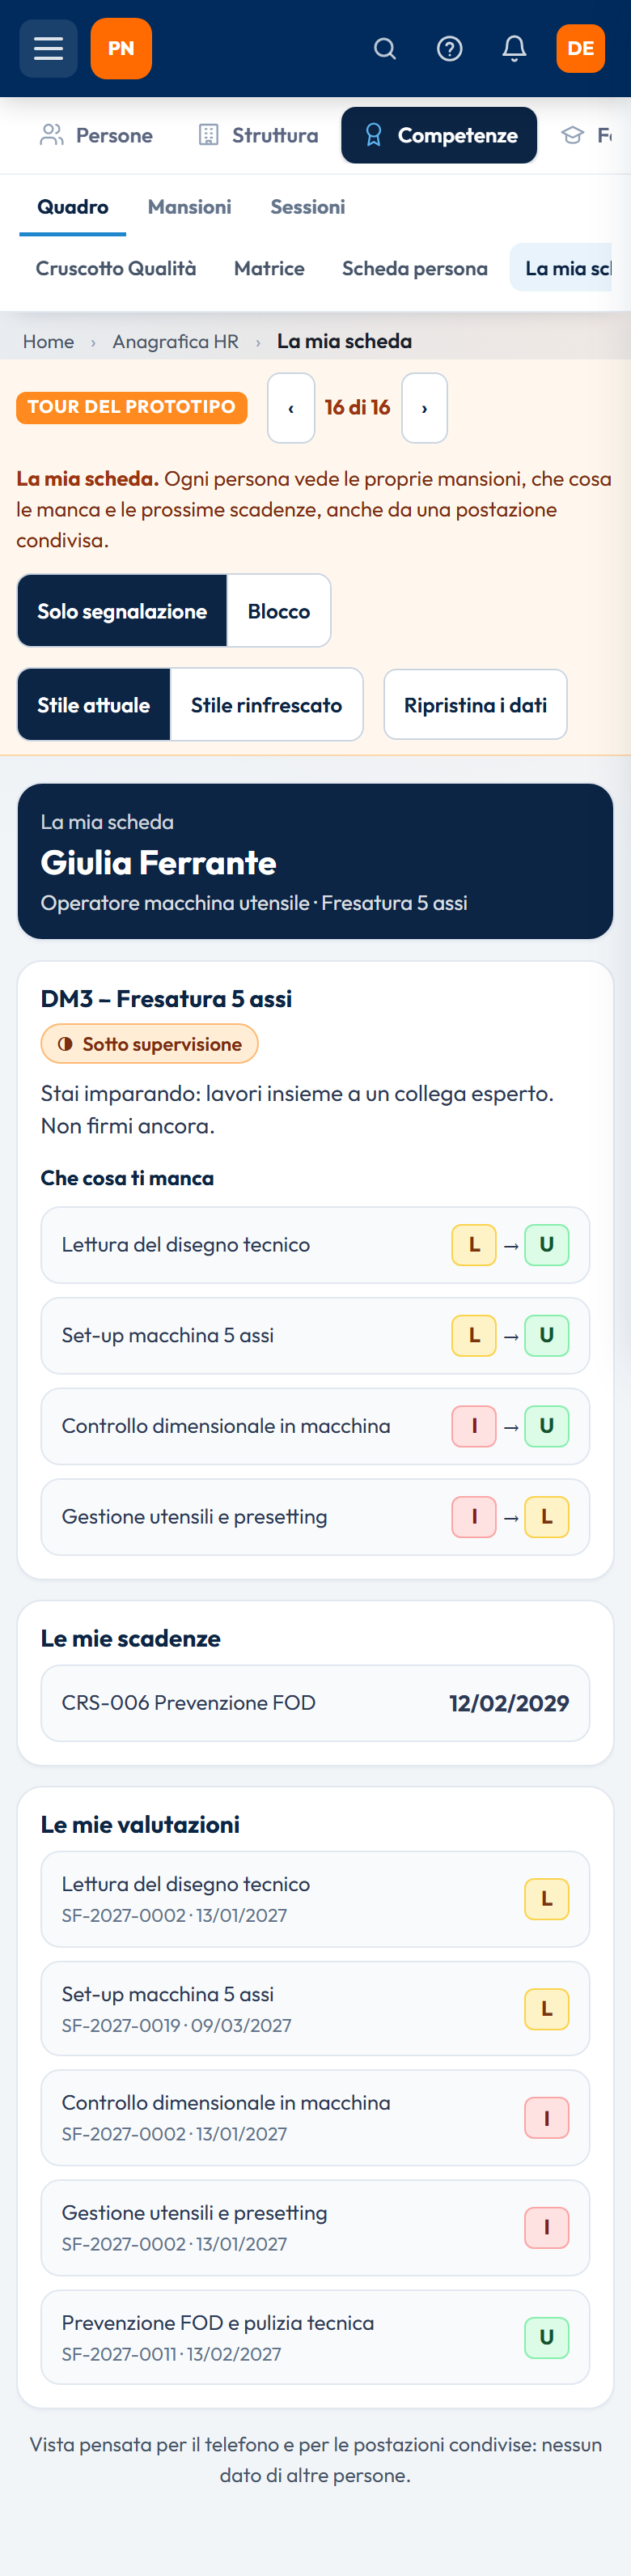 PN
DE
Persone
Struttura
Competenze
Quadro
Mansioni
Sessioni
Cruscotto Qualità
Matrice
Scheda persona
La mia
Home › Anagrafica HR › La mia scheda
TOUR DEL PROTOTIPO
‹
16 di 16
›
La mia scheda. Ogni persona vede le proprie mansioni, che cosa
le manca e le prossime scadenze, anche da una postazione
condivisa.
Solo segnalazione
Blocco
Stile attuale
Stile rinfrescato
Ripristina i dati
La mia scheda
Giulia Ferrante
Operatore macchina utensile · Fresatura 5 assi
DM3 – Fresatura 5 assi
Sotto supervisione
Stai imparando: lavori insieme a un collega esperto.
Non firmi ancora.
Che cosa ti manca
Lettura del disegno tecnico L → U
Set-up macchina 5 assi L → U
Controllo dimensionale in macchina I → U
Gestione utensili e presetting I → L
Le mie scadenze
CRS-006 Prevenzione FOD 12/02/2029
Le mie valutazioni
Lettura del disegno tecnico
SF-2027-0002 · 13/01/2027
L
Set-up macchina 5 assi
SF-2027-0019 · 09/03/2027
L
Controllo dimensionale in macchina
SF-2027-0002 · 13/01/2027
I
Gestione utensili e presetting
SF-2027-0002 · 13/01/2027
I
Prevenzione FOD e pulizia tecnica
SF-2027-0011 · 13/02/2027
U
Vista pensata per il telefono e per le postazioni condivise: nessun
dato di altre persone.